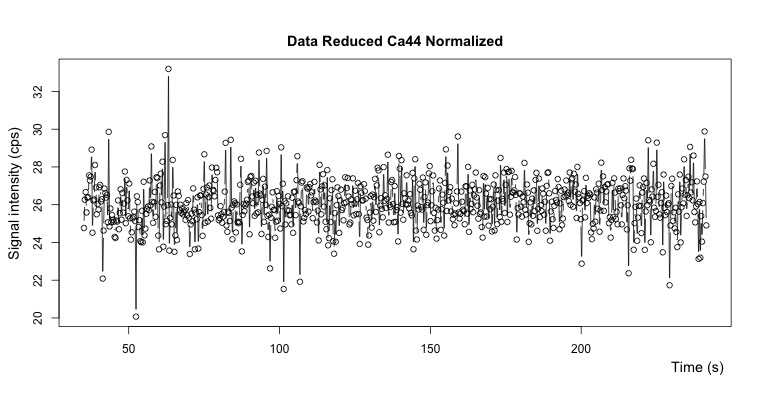 Data Reduced Ca44 Normalized
Signal intensity (cps)
32
30
28
26
24
22
20
50 100 150 200
Time (s)